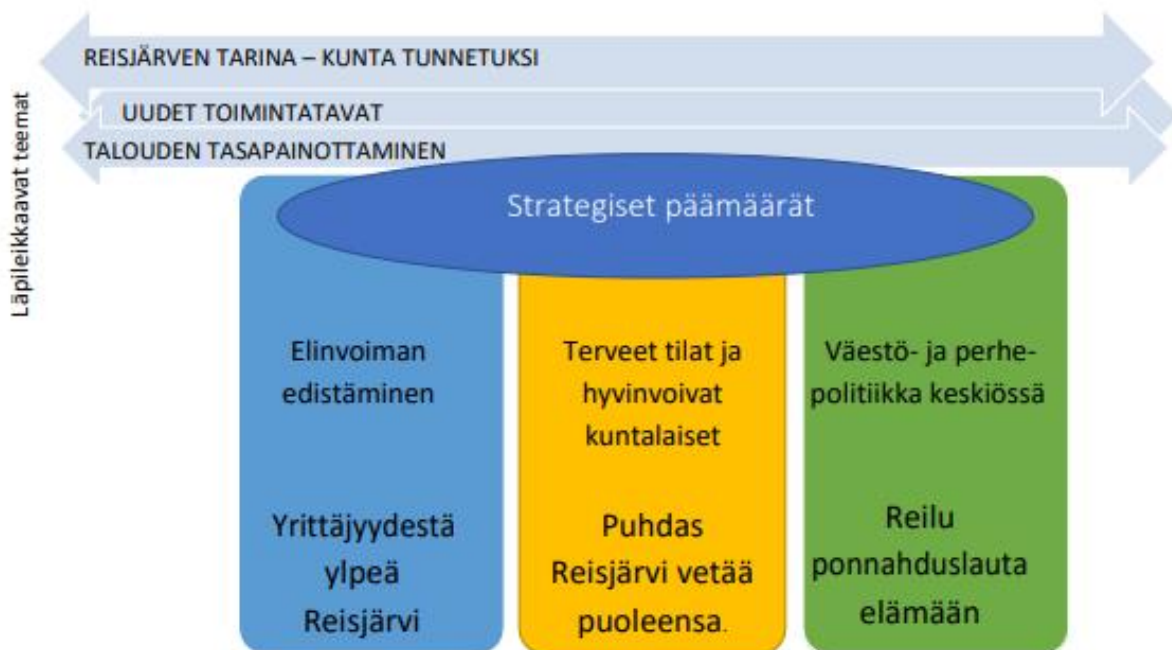 Läpileikkaavat teemat
REISJÄRVEN TARINA – KUNTA TUNNETUKSI
UUDET TOIMINTATAVAT
TALOUDEN TASAPAINOTTAMINEN
Strategiset päämäärät
Elinvoiman
edistäminen
Yrittäjyydestä
ylpeä
Reisjärvi
Terveet tilat ja
hyvinvoivat
kuntalaiset
Puhdas
Reisjärvi vetää
puoleensa.
Väestö- ja perhe-
politiikka keskiössä
Reilu
ponnahduslauta
elämään